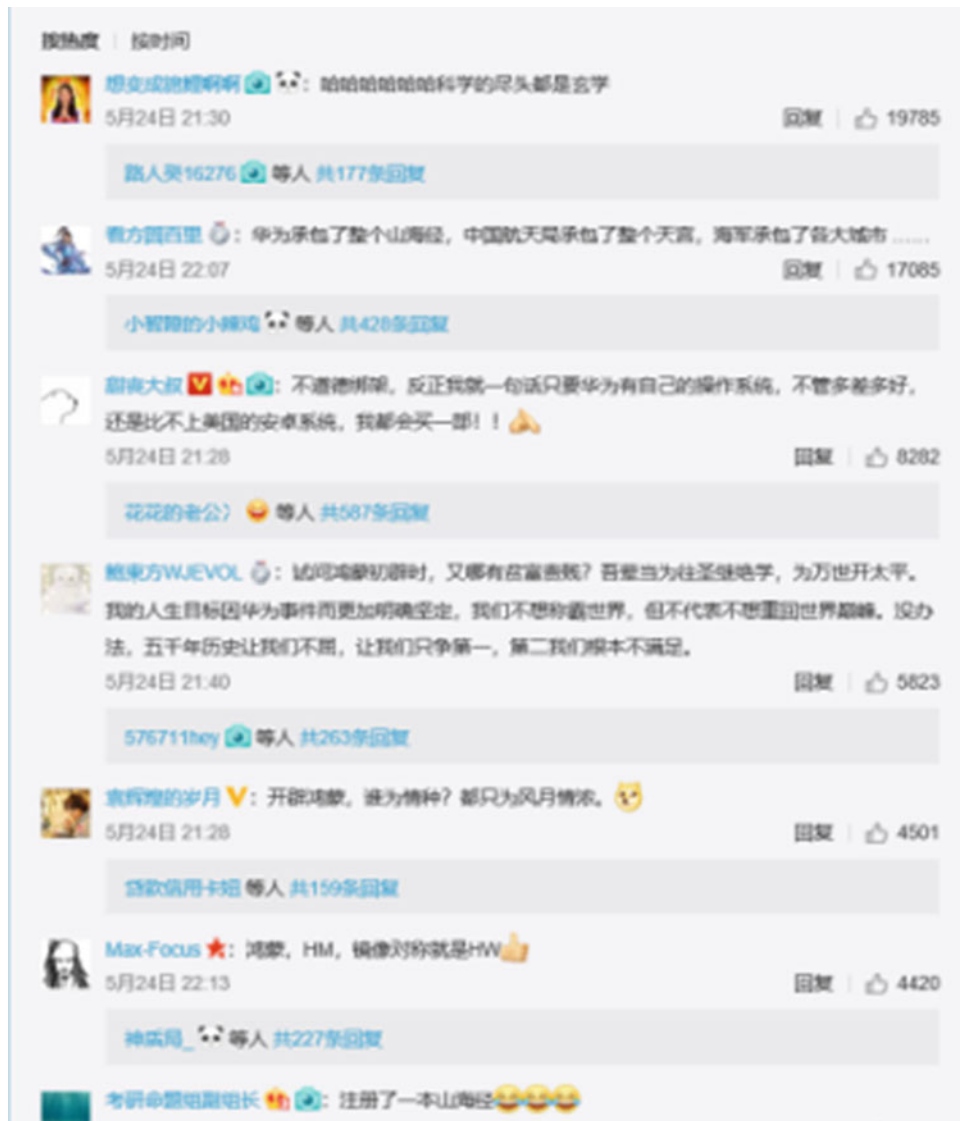 按热度 | 按时间
想变成锦鲤啊啊：哈哈哈哈哈哈科学的尽头都是玄学
5月24日 21:30 回复 19785
路人癸16276 等人 共177条回复
君方圆百里：华为承包了整个山海径，中国航天局承包了整个天宫，海军承包了各大城市……
5月24日 22:07 回复 17085
小智障的小辣鸡 等人 共428条回复
甜丧大叔：不道德绑架，反正我就一句话只要华为有自己的操作系统，不管多差多好，
还是比不上美国的安卓系统，我都会买一部！！
5月24日 21:28 回复 8282
花花的老公冫 等人 共587条回复
鲍東方WJEVOL：试问鸿蒙初辟时，又哪有贫富贵贱？吾辈当为往圣继绝学，为万世开太平。
我的人生目标因华为事件而更加明确坚定，我们不想称霸世界，但不代表不想重回世界巅峰。没办
法，五千年历史让我们不屈，让我们只争第一，第二我们根本不满足。
5月24日 21:40 回复 5823
576711hey 等人 共263条回复
袁辉煌的岁月：开辟鸿蒙，谁为情种？都只为风月情浓。
5月24日 21:28 回复 4501
贷款信用卡妞 等人 共159条回复
Max-Focus：鸿蒙，HM，镜像对称就是HW
5月24日 22:13 回复 4420
神盾局_ 等人 共227条回复
考研命题组副组长：注册了一本山海径